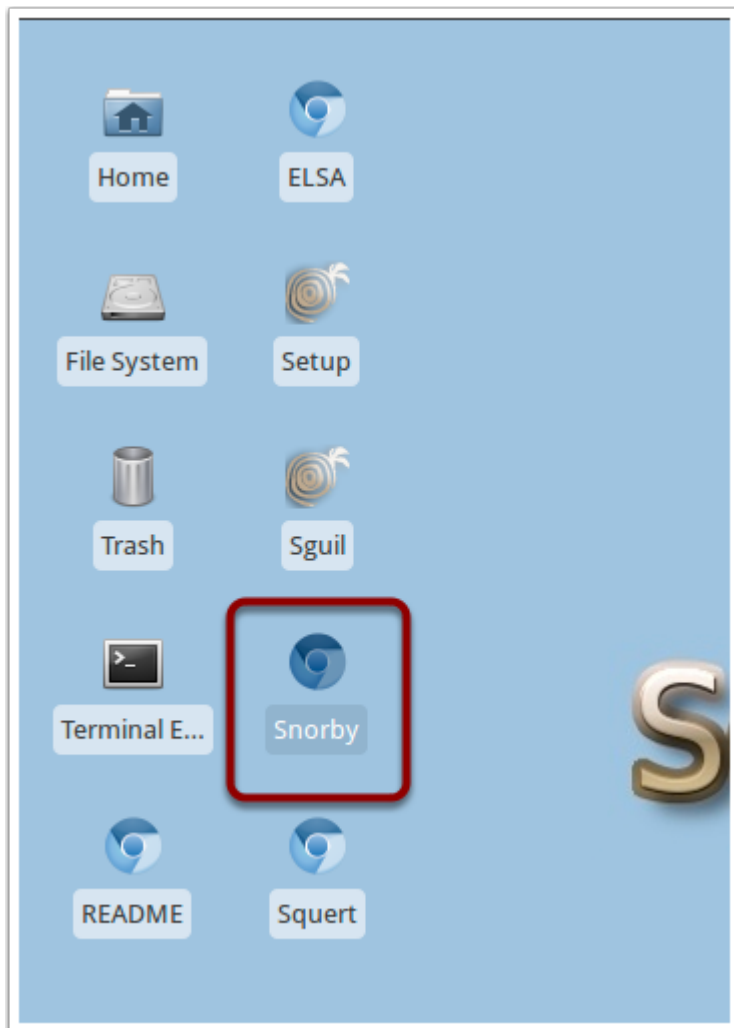 Home
ELSA
File System
Setup
Trash
Sguil
Terminal E...
Snorby
README
Squert
S